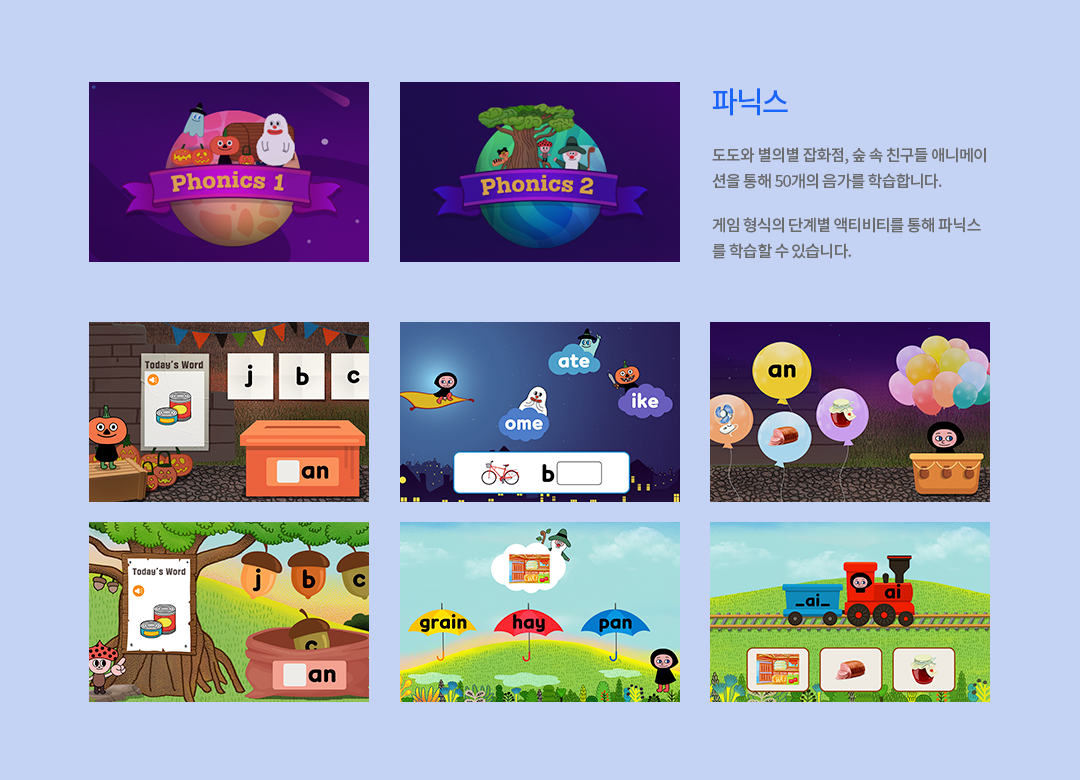 Phonics 1
Phonics 2
파닉스
도도와 별의별 잡화점, 숲 속 친구들 애니메이
션을 통해 50개의 음가를 학습합니다.
게임 형식의 단계별 액티비티를 통해 파닉스
를 학습할 수 있습니다.
Today's Word
j
b
c
an
ate
ike
ome
b
an
Today's Word
j
b
c
c
an
grain
hay
pan
_ai_
ai